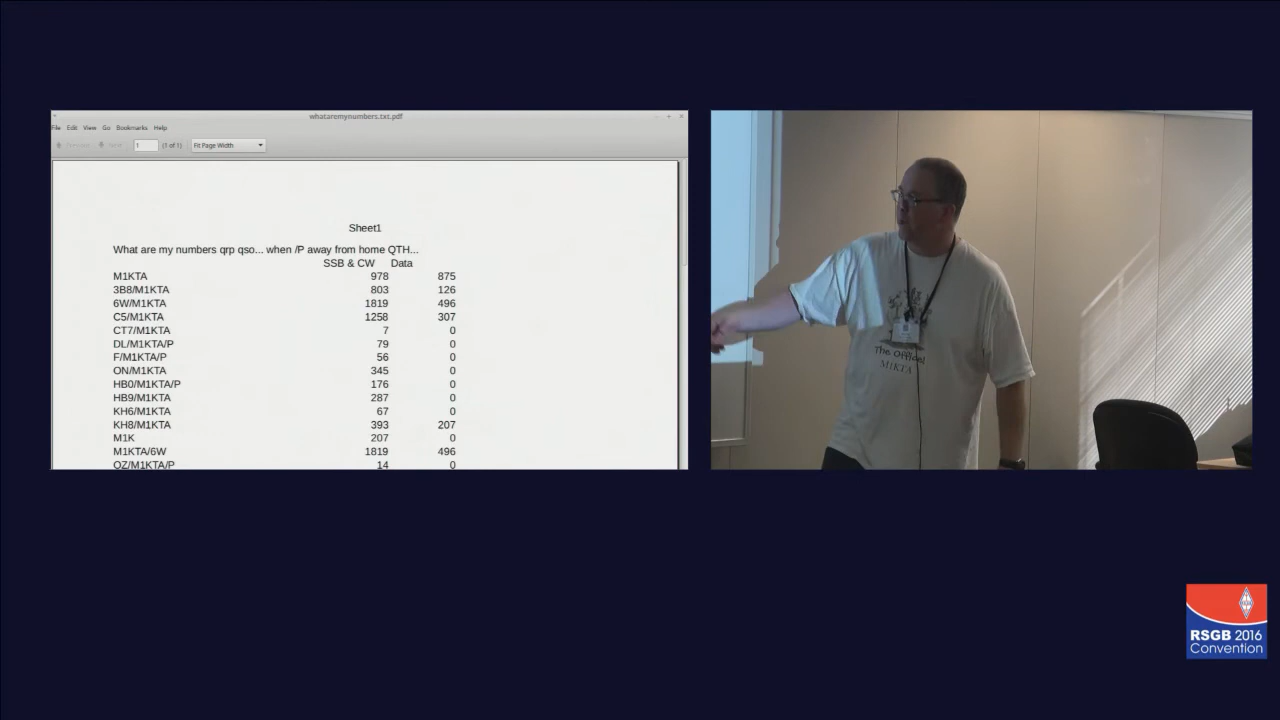 whataremynumbers.txt.pdf
File Edit View Go Bookmarks Help
Previous Next 1 (1 of 1) Fit Page Width
Sheet1
What are my numbers qrp qso... when /P away from home QTH...
SSB & CW Data
M1KTA 978 875
3B8/M1KTA 803 126
6W/M1KTA 1819 496
C5/M1KTA 1258 307
CT7/M1KTA 7 0
DL/M1KTA/P 79 0
F/M1KTA/P 56 0
ON/M1KTA 345 0
HB0/M1KTA/P 176 0
HB9/M1KTA 287 0
KH6/M1KTA 67 0
KH8/M1KTA 393 207
M1K 207 0
M1KTA/6W 1819 496
OZ/M1KTA/P 14 0
The Office!
M1KTA
RSGB 2016
Convention